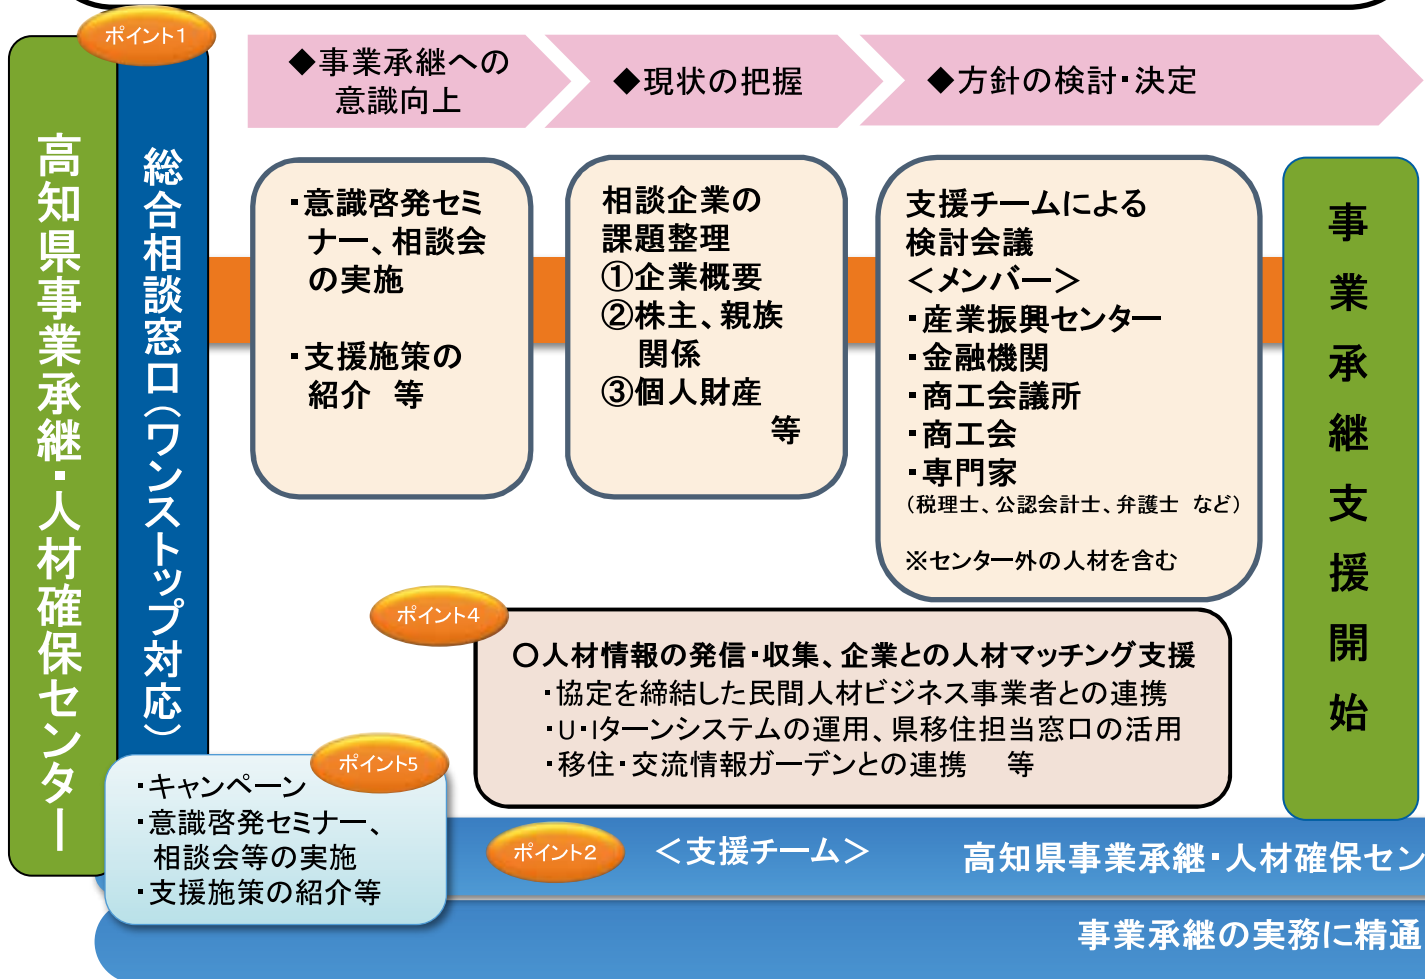 ポイント1
高知県事業承継・人材確保センター
総合相談窓口（ワンストップ対応）
◆事業承継への
意識向上
◆現状の把握
◆方針の検討・決定
・意識啓発セミ
ナー、相談会
の実施
・支援施策の
紹介　等
相談企業の
課題整理
①企業概要
②株主、親族
関係
③個人財産
等
支援チームによる
検討会議
＜メンバー＞
・産業振興センター
・金融機関
・商工会議所
・商工会
・専門家
（税理士、公認会計士、弁護士　など）
※センター外の人材を含む
事業承継支援開始
ポイント4
〇人材情報の発信・収集、企業との人材マッチング支援
・協定を締結した民間人材ビジネス事業者との連携
・U・Iターンシステムの運用、県移住担当窓口の活用
・移住・交流情報ガーデンとの連携　等
ポイント5
・キャンペーン
・意識啓発セミナー、
相談会等の実施
・支援施策の紹介等
ポイント2
＜支援チーム＞
高知県事業承継・人材確保セン
事業承継の実務に精通